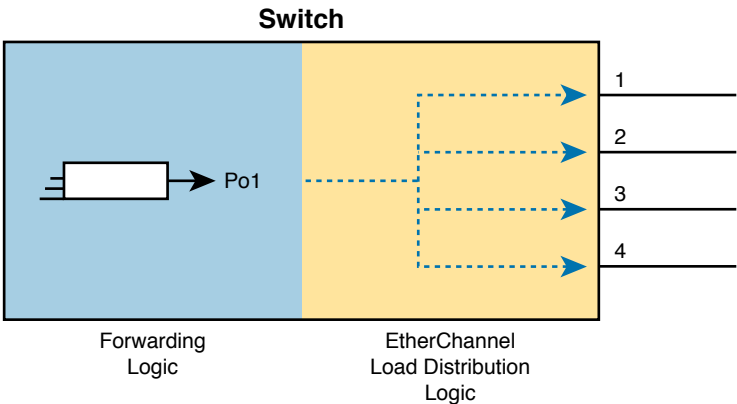 Switch
1
2
Po1
3
4
Forwarding
Logic
EtherChannel
Load Distribution
Logic